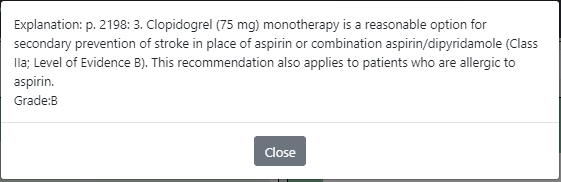 Explanation: p. 2198: 3. Clopidogrel (75 mg) monotherapy is a reasonable option for
secondary prevention of stroke in place of aspirin or combination aspirin/dipyridamole (Class
IIa; Level of Evidence B). This recommendation also applies to patients who are allergic to
aspirin.
Grade:B
Close